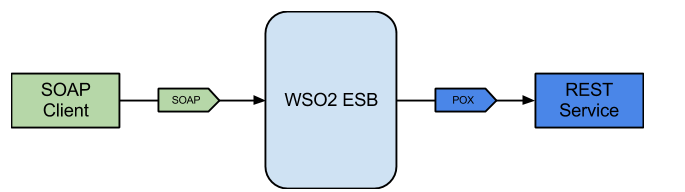 SOAP
Client
SOAP
WSO2 ESB
POX
REST
Service